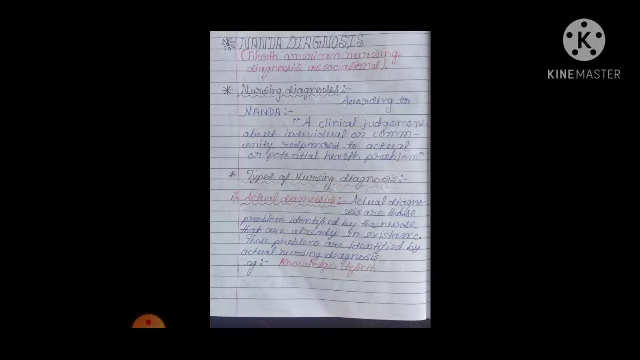 * NANDA DIAGNOSIS
(North american nursing
diagnosis association).
* Nursing diagnoses:-
According to
NANDA:-
"A clinical judgement
about individual or comm-
unity response to actual
or potential health problem"
* Types of Nursing diagnosis:-
1. Actual diagnosis:- Actual diagno-
sis are those
problem identified by the nurse
that are already in existance.
These problem are identified by
actual nursing diagnosis
eg:- Knowledge deficit
K
KINEMASTER